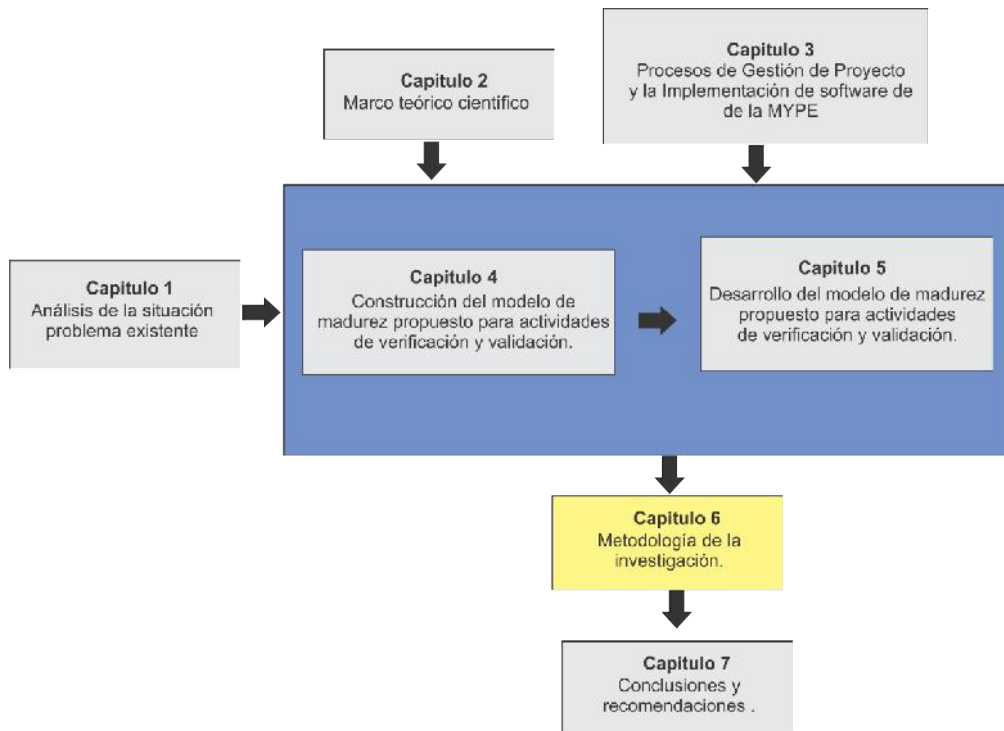 Capitulo 3
Procesos de Gestión de Proyecto
y la Implementación de software de
de la MYPE
Capitulo 2
Marco teórico científico
Capitulo 1
Análisis de la situación
problema existente
Capitulo 4
Construcción del modelo de
madurez propuesto para actividades
de verificación y validación.
Capitulo 5
Desarrollo del modelo de madurez
propuesto para actividades
de verificación y validación.
Capitulo 6
Metodología de la
investigación.
Capitulo 7
Conclusiones y
recomendaciones .